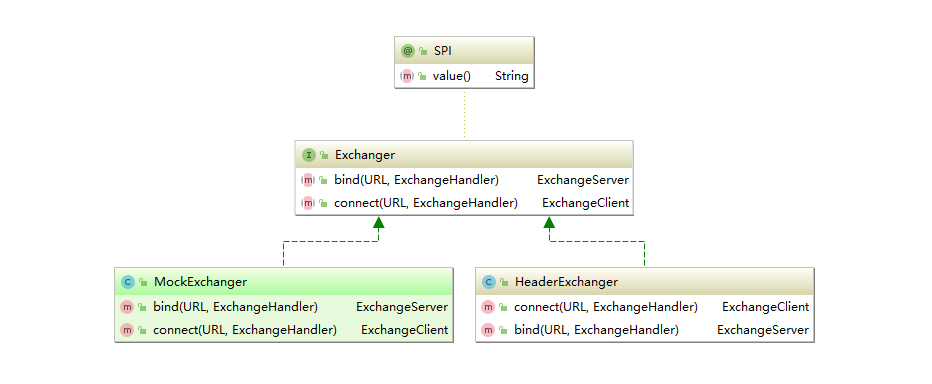 SPI
value() String
Exchanger
bind(URL, ExchangeHandler) ExchangeServer
connect(URL, ExchangeHandler) ExchangeClient
MockExchanger
bind(URL, ExchangeHandler) ExchangeServer
connect(URL, ExchangeHandler) ExchangeClient
HeaderExchanger
connect(URL, ExchangeHandler) ExchangeClient
bind(URL, ExchangeHandler) ExchangeServer